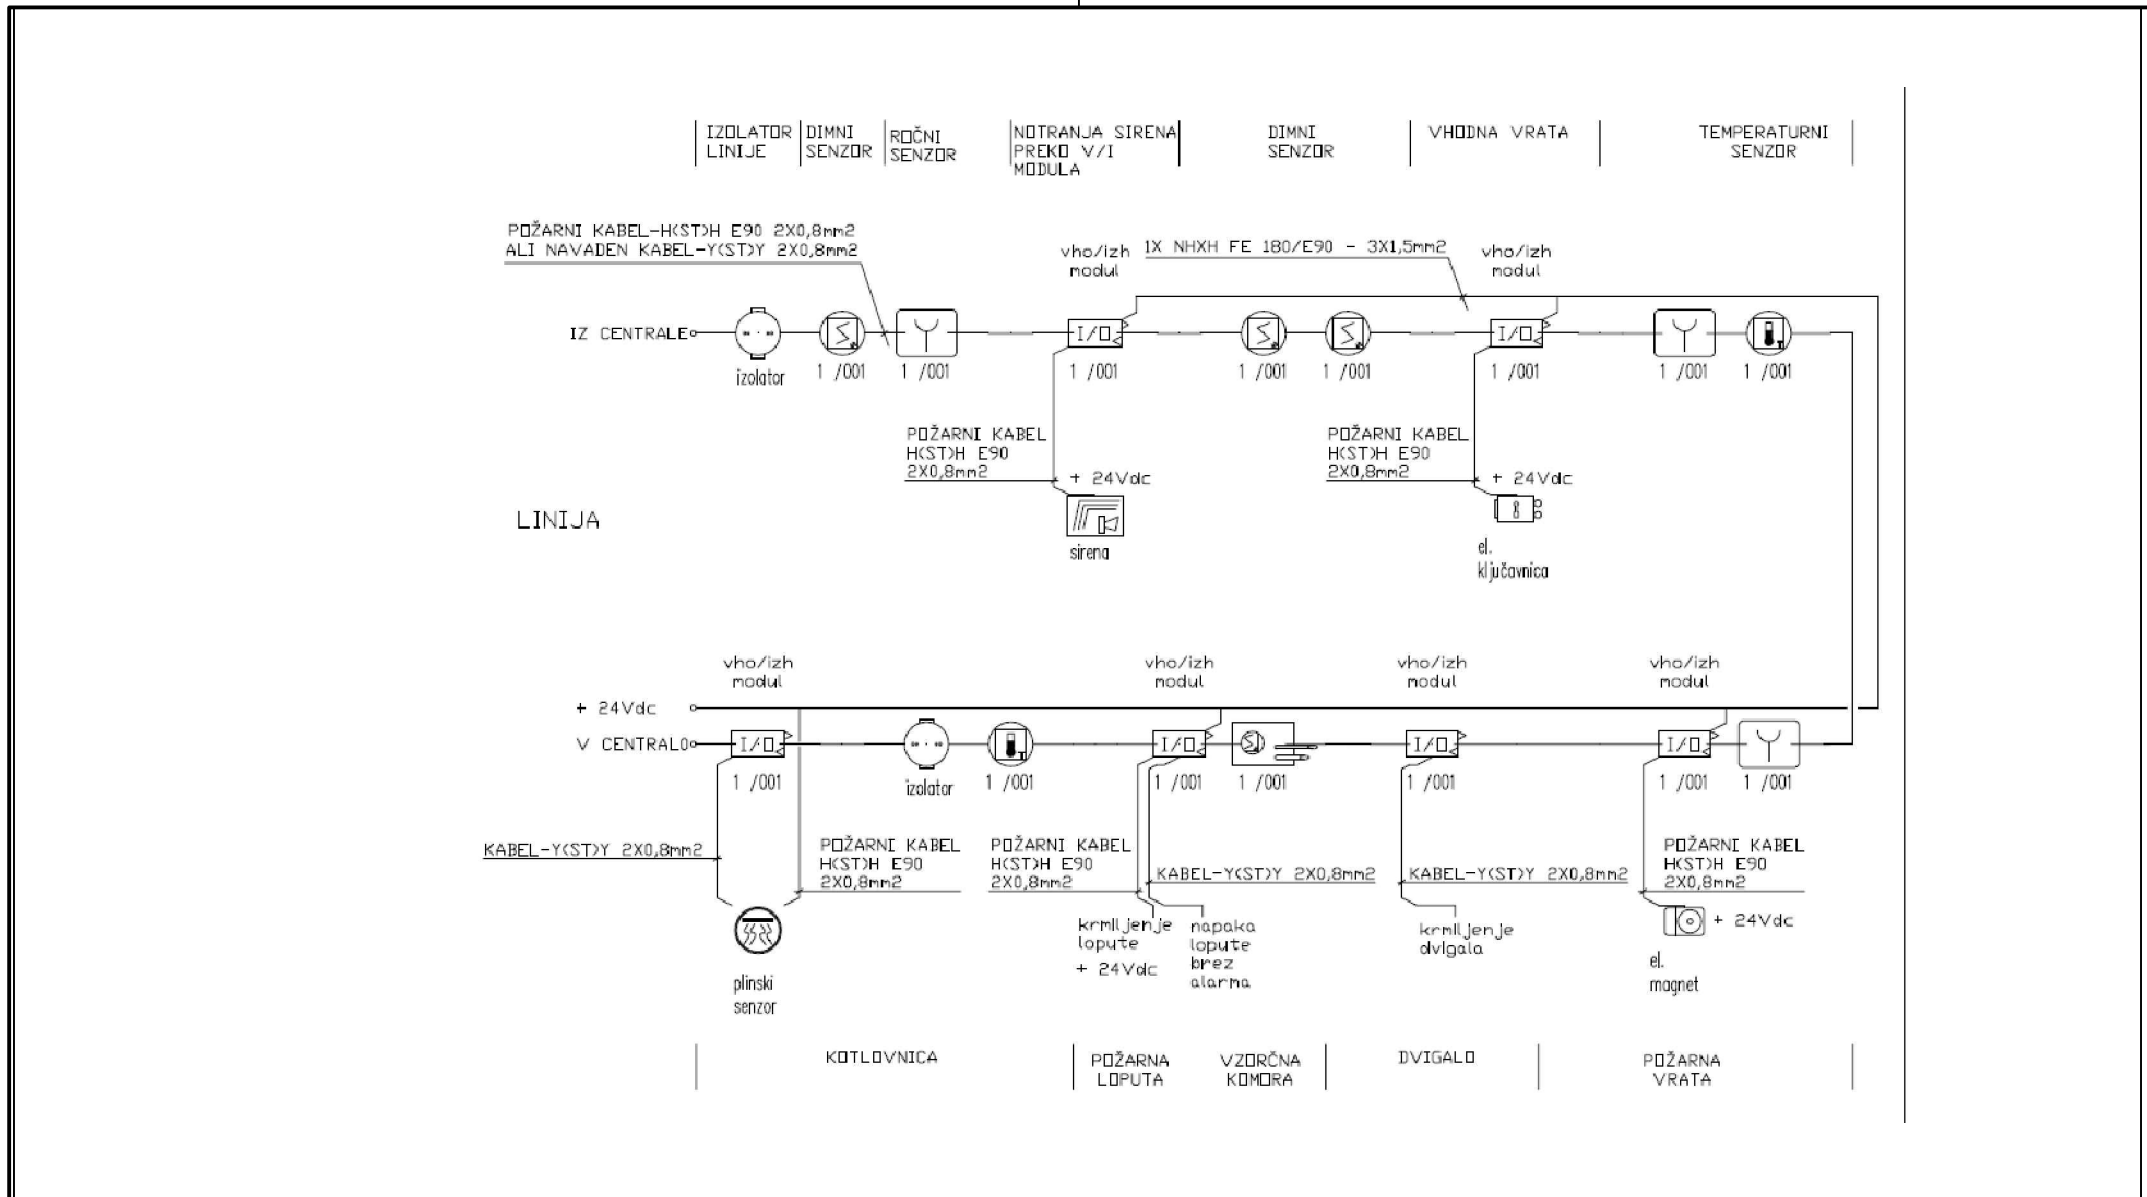 IZOLATOR
LINIJE
DIMNI
SENZOR
ROČNI
SENZOR
NOTRANJA SIRENA
PREKO V/I
MODULA
DIMNI
SENZOR
VHODNA VRATA
TEMPERATURNI
SENZOR
POŽARNI KABEL-H(ST)H E90 2X0,8mm2
ALI NAVADEN KABEL-Y(ST)Y 2X0,8mm2
vho/izh
modul
1X NHXH FE 180/E90 - 3X1,5mm2
vho/izh
modul
IZ CENTRALE
I/O
I/O
T
izolator
1 /001
1 /001
1 /001
1 /001
1 /001
1 /001
1 /001
1 /001
POŽARNI KABEL
H(ST)H E90
2X0,8mm2
+ 24Vdc
POŽARNI KABEL
H(ST)H E90
2X0,8mm2
+ 24Vdc
LINIJA
sirena
el.
ključavnica
vho/izh
modul
vho/izh
modul
vho/izh
modul
vho/izh
modul
+ 24Vdc
V CENTRALO
I/O
T
I/O
I/O
I/O
1 /001
izolator
1 /001
1 /001
1 /001
1 /001
1 /001
1 /001
KABEL-Y(ST)Y 2X0,8mm2
POŽARNI KABEL
H(ST)H E90
2X0,8mm2
POŽARNI KABEL
H(ST)H E90
2X0,8mm2
KABEL-Y(ST)Y 2X0,8mm2
KABEL-Y(ST)Y 2X0,8mm2
POŽARNI KABEL
H(ST)H E90
2X0,8mm2
krmiljenje
lopute
+ 24Vdc
napaka
lopute
brez
alarma
krmiljenje
dvigala
+ 24Vdc
el.
magnet
plinski
senzor
KOTLOVNICA
POŽARNA
LOPUTA
VZORČNA
KOMORA
DVIGALO
POŽARNA
VRATA